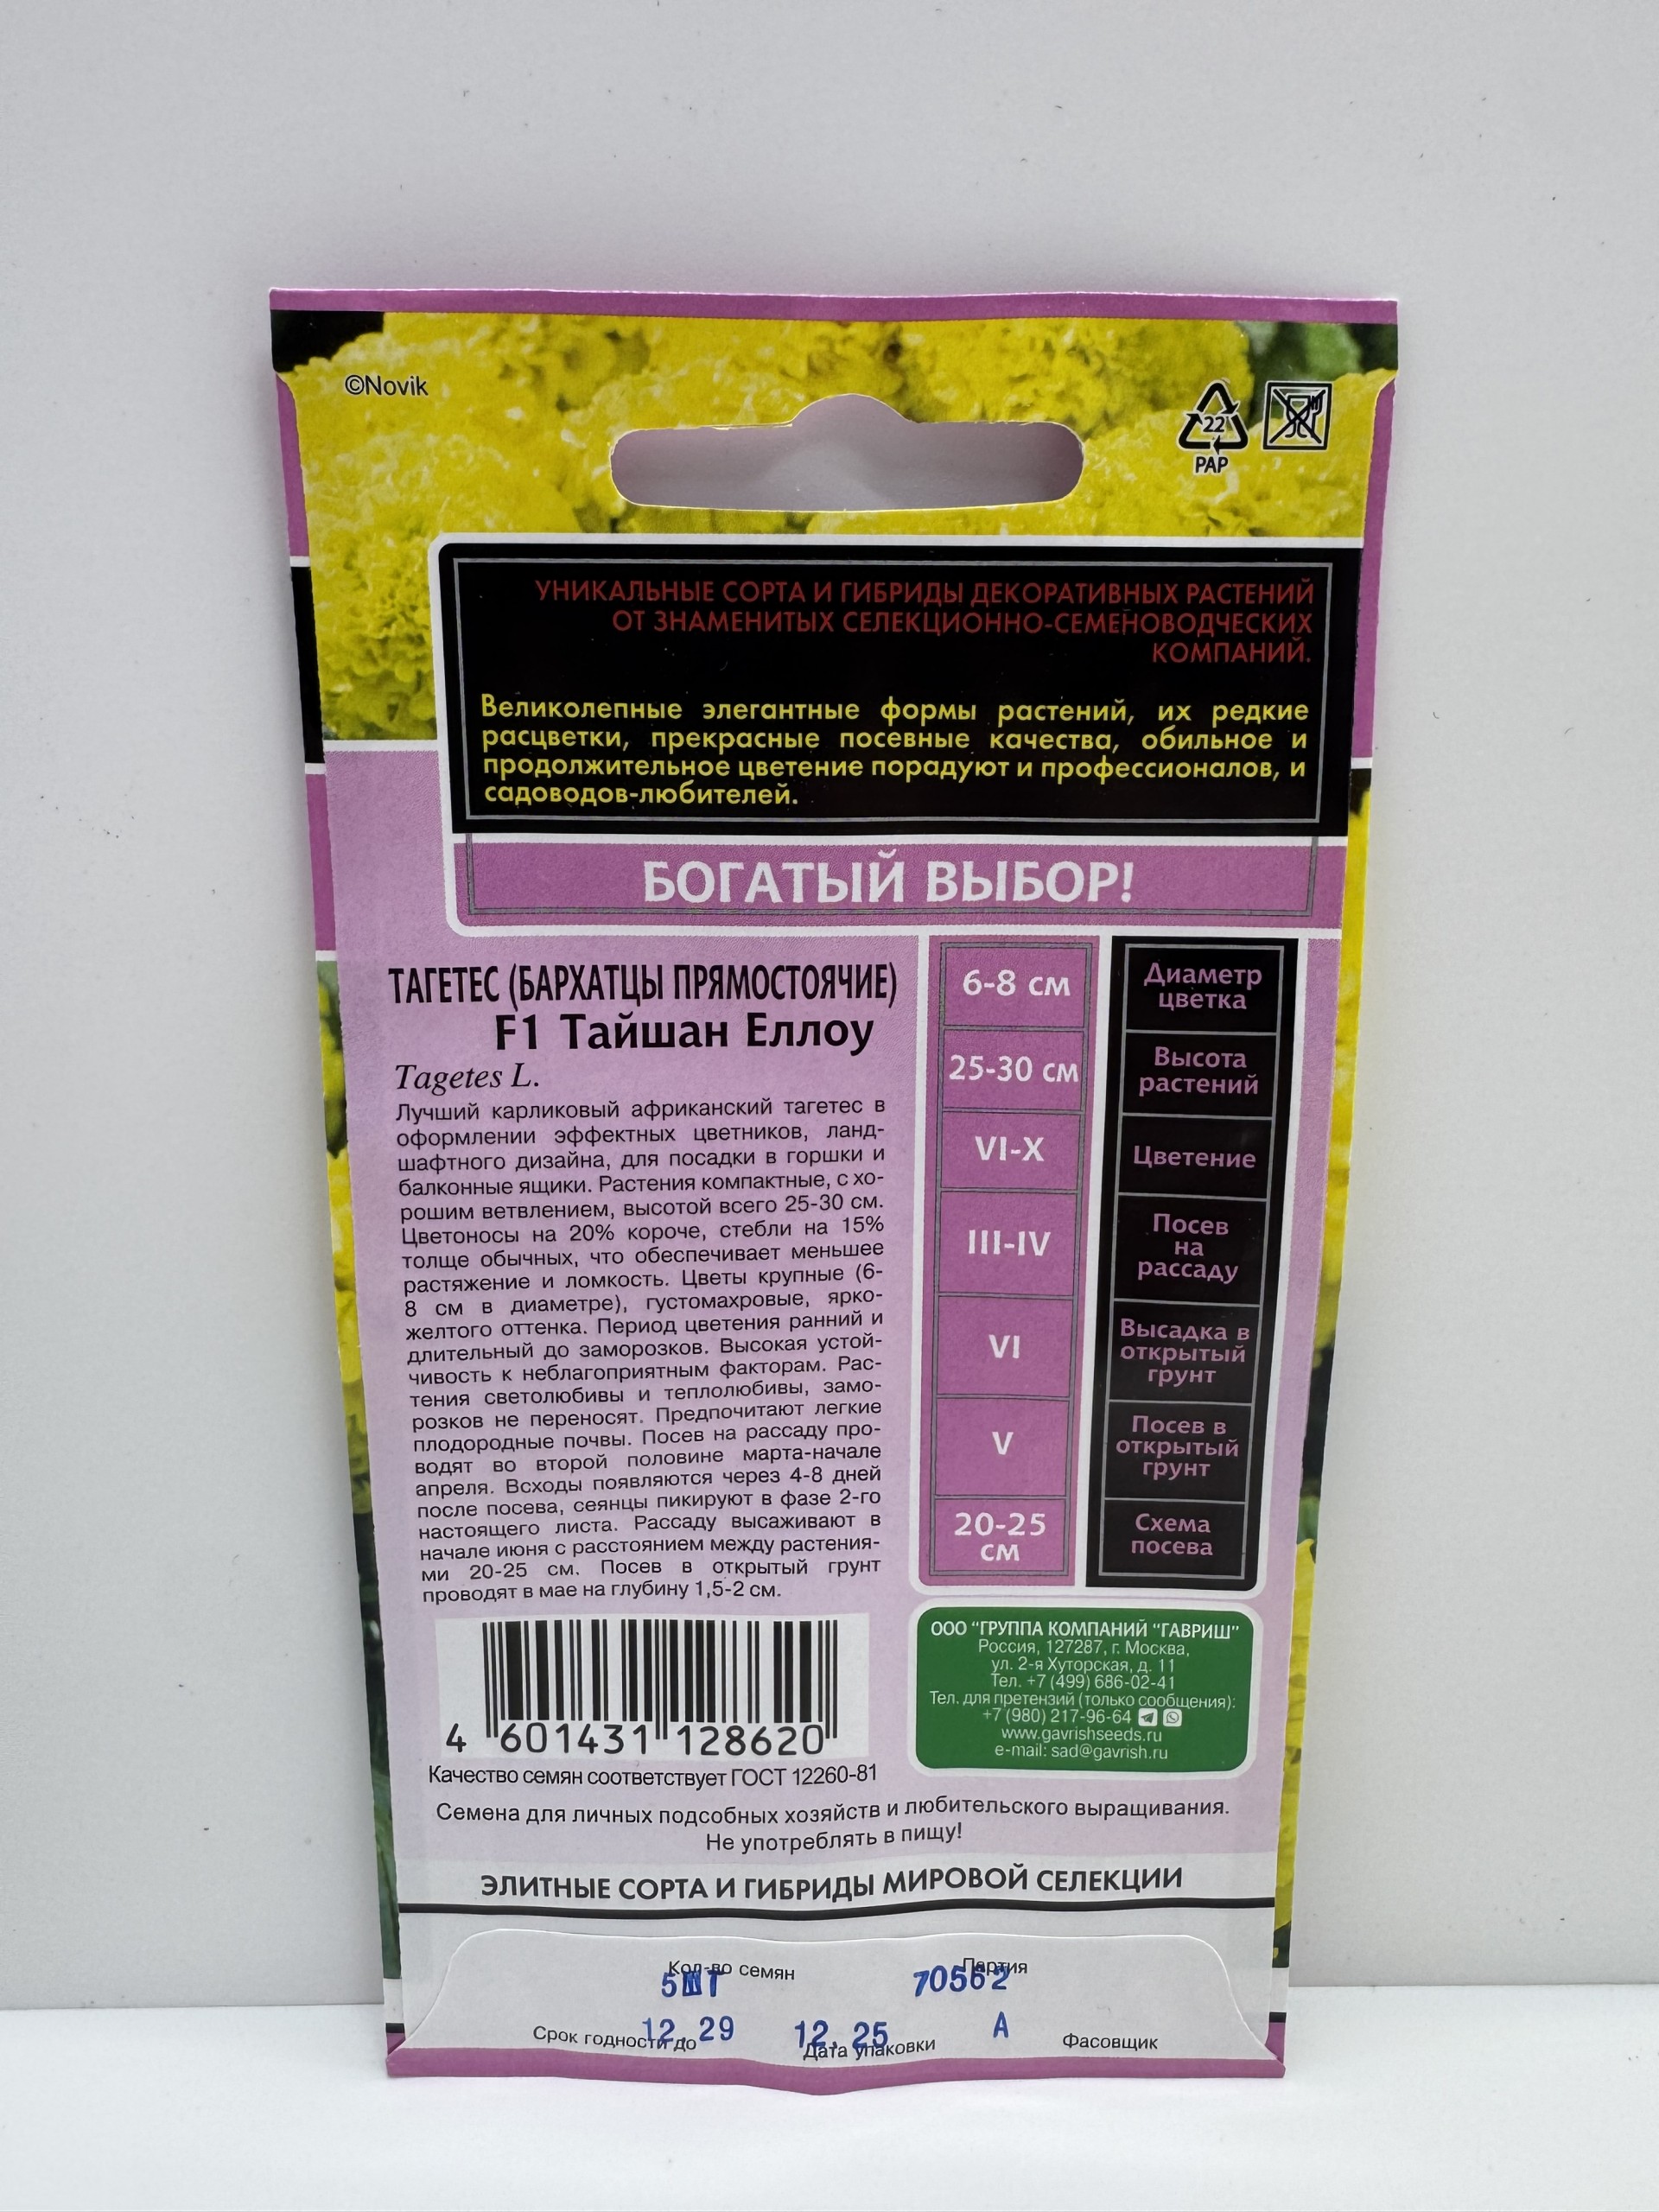 ©Novik
22
PAP
УНИКАЛЬНЫЕ СОРТА И ГИБРИДЫ ДЕКОРАТИВНЫХ РАСТЕНИЙ
ОТ ЗНАМЕНИТЫХ СЕЛЕКЦИОННО-СЕМЕНОВОДЧЕСКИХ
КОМПАНИЙ.
Великолепные элегантные формы растений, их редкие
расцветки, прекрасные посевные качества, обильное и
продолжительное цветение порадуют и профессионалов, и
садоводов-любителей.
БОГАТЫЙ ВЫБОР!
ТАГЕТЕС (БАРХАТЦЫ ПРЯМОСТОЯЧИЕ)
F1 Тайшан Еллоу
Tagetes L.
Лучший карликовый африканский тагетес в
оформлении эффектных цветников, ланд-
шафтного дизайна, для посадки в горшки и
балконные ящики. Растения компактные, с хо-
рошим ветвлением, высотой всего 25-30 см.
Цветоносы на 20% короче, стебли на 15%
толще обычных, что обеспечивает меньшее
растяжение и ломкость. Цветы крупные (6-
8 см в диаметре), густомахровые, ярко-
желтого оттенка. Период цветения ранний и
длительный до заморозков. Высокая устой-
чивость к неблагоприятным факторам. Рас-
тения светолюбивы и теплолюбивы, замо-
розков не переносят. Предпочитают легкие
плодородные почвы. Посев на рассаду про-
водят во второй половине марта-начале
апреля. Всходы появляются через 4-8 дней
после посева, сеянцы пикируют в фазе 2-го
настоящего листа. Рассаду высаживают в
начале июня с расстоянием между растения-
ми 20-25 см. Посев в открытый грунт
проводят в мае на глубину 1,5-2 см.
6-8 см
Диаметр
цветка
25-30 см
Высота
растений
VI-X
Цветение
III-IV
Посев
на
рассаду
VI
Высадка в
открытый
грунт
V
Посев в
открытый
грунт
20-25
см
Схема
посева
4 601431 128620
Качество семян соответствует ГОСТ 12260-81
ООО "ГРУППА КОМПАНИЙ "ГАВРИШ"
Россия, 127287, г. Москва,
ул. 2-я Хуторская, д. 11
Тел. +7 (499) 686-02-41
Тел. для претензий (только сообщения):
+7 (980) 217-96-64
www.gavrishseeds.ru
e-mail: sad@gavrish.ru
Семена для личных подсобных хозяйств и любительского выращивания.
Не употреблять в пищу!
ЭЛИТНЫЕ СОРТА И ГИБРИДЫ МИРОВОЙ СЕЛЕКЦИИ
Кол-во семян Партия
5ШТ 70562
12.29 12.25 А
Срок годности до Дата упаковки Фасовщик